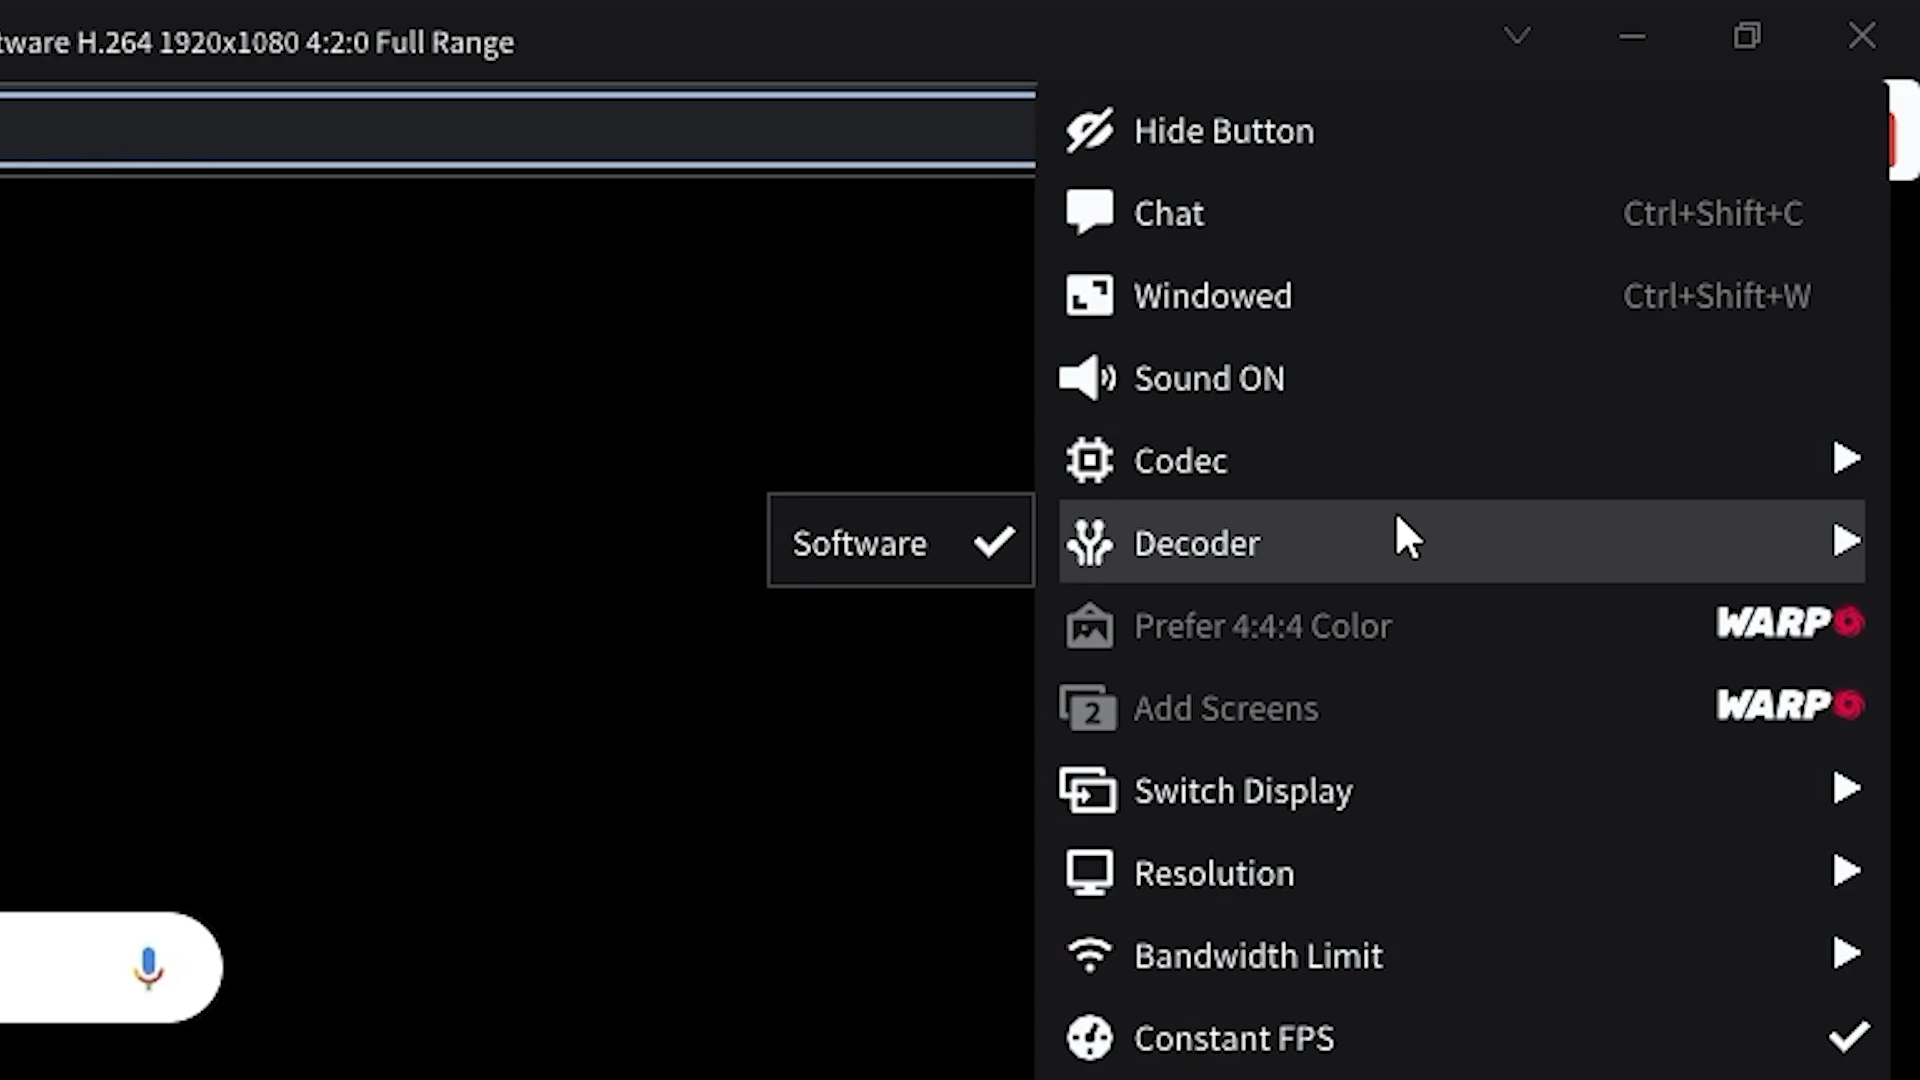 tware H.264 1920x1080 4:2:0 Full Range
Hide Button
Chat Ctrl+Shift+C
Windowed Ctrl+Shift+W
Sound ON
Codec
Software
Decoder
Prefer 4:4:4 Color WARP
2 Add Screens WARP
Switch Display
Resolution
Bandwidth Limit
Constant FPS